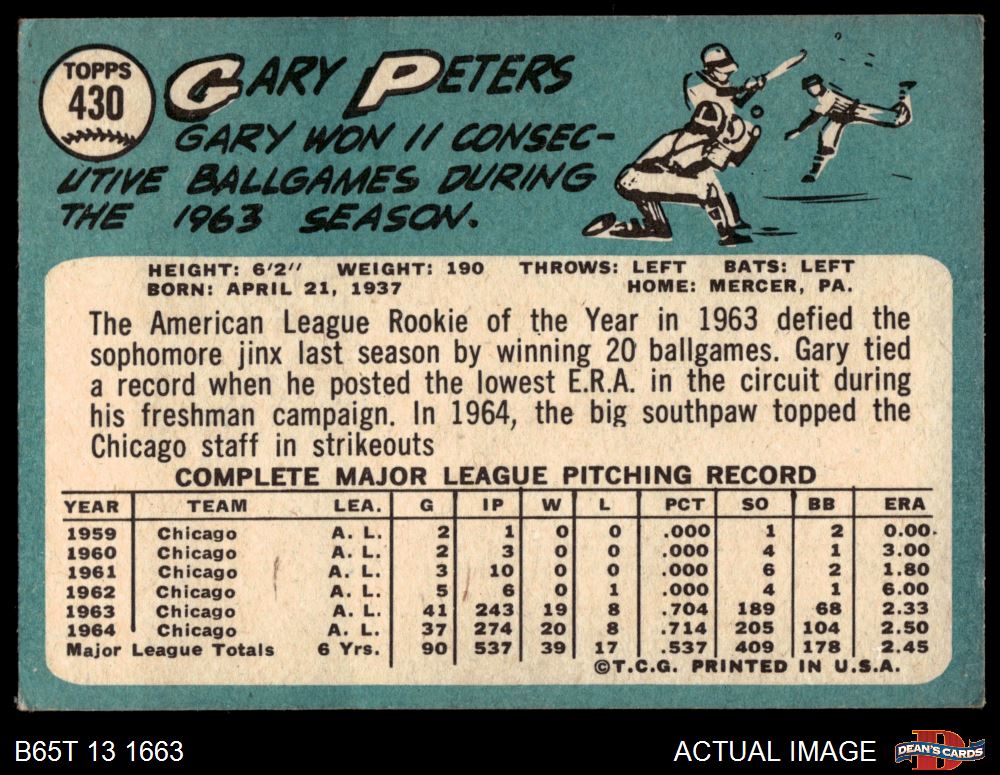 TOPPS
430
GARY PETERS
GARY WON 11 CONSEC-
UTIVE BALLGAMES DURING
THE 1963 SEASON.
HEIGHT: 6'2" WEIGHT: 190 THROWS: LEFT BATS: LEFT
BORN: APRIL 21, 1937 HOME: MERCER, PA.
The American League Rookie of the Year in 1963 defied the
sophomore jinx last season by winning 20 ballgames. Gary tied
a record when he posted the lowest E.R.A. in the circuit during
his freshman campaign. In 1964, the big southpaw topped the
Chicago staff in strikeouts
COMPLETE MAJOR LEAGUE PITCHING RECORD
YEAR TEAM LEA. G IP W L PCT SO BB ERA
1959 Chicago A. L. 2 1 0 0 .000 1 2 0.00
1960 Chicago A. L. 2 3 0 0 .000 4 1 3.00
1961 Chicago A. L. 3 10 0 0 .000 6 2 1.80
1962 Chicago A. L. 5 6 0 1 .000 4 1 6.00
1963 Chicago A. L. 41 243 19 8 .704 189 68 2.33
1964 Chicago A. L. 37 274 20 8 .714 205 104 2.50
Major League Totals 6 Yrs. 90 537 39 17 .537 409 178 2.45
©T.C.G. PRINTED IN U.S.A.
B65T 13 1663 ACTUAL IMAGE DEAN'S CARDS